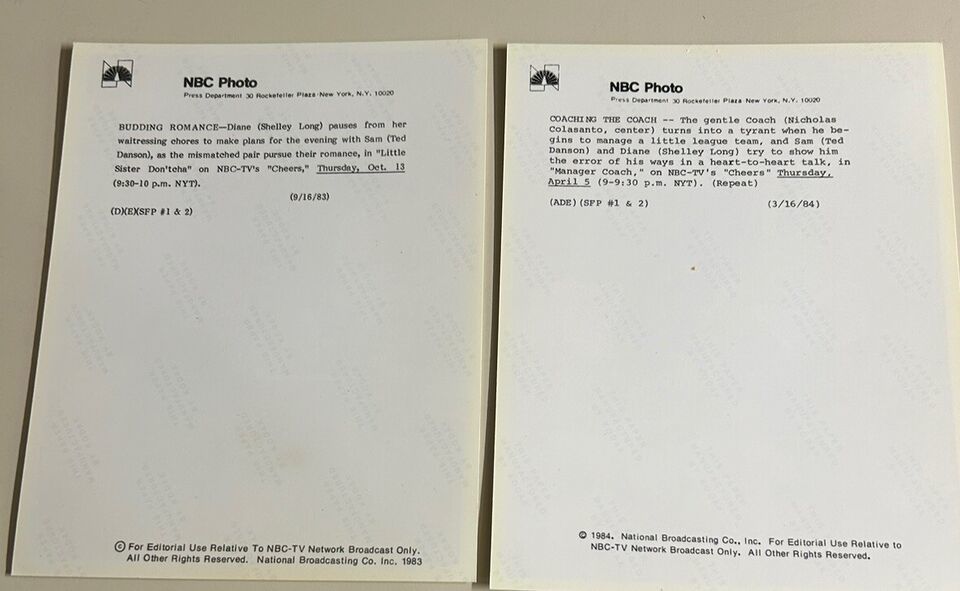 NBC Photo
Press Department 30 Rockefeller Plaza·New York, N.Y. 10020
BUDDING ROMANCE—Diane (Shelley Long) pauses from her
waitressing chores to make plans for the evening with Sam (Ted
Danson), as the mismatched pair pursue their romance, in "Little
Sister Don'tcha" on NBC-TV's "Cheers," Thursday, Oct. 13
(9:30-10 p.m. NYT).
(9/16/83)
(D)(E)(SFP #1 & 2)
© For Editorial Use Relative To NBC-TV Network Broadcast Only.
All Other Rights Reserved. National Broadcasting Co. Inc. 1983
NBC Photo
Press Department 30 Rockefeller Plaza New York, N.Y. 10020
COACHING THE COACH -- The gentle Coach (Nicholas
Colasanto, center) turns into a tyrant when he be-
gins to manage a little league team, and Sam (Ted
Danson) and Diane (Shelley Long) try to show him
the error of his ways in a heart-to-heart talk, in
"Manager Coach," on NBC-TV's "Cheers" Thursday,
April 5 (9-9:30 p.m. NYT). (Repeat)
(ADE)(SFP #1 & 2) (3/16/84)
© 1984. National Broadcasting Co., Inc. For Editorial Use Relative to
NBC-TV Network Broadcast Only. All Other Rights Reserved.